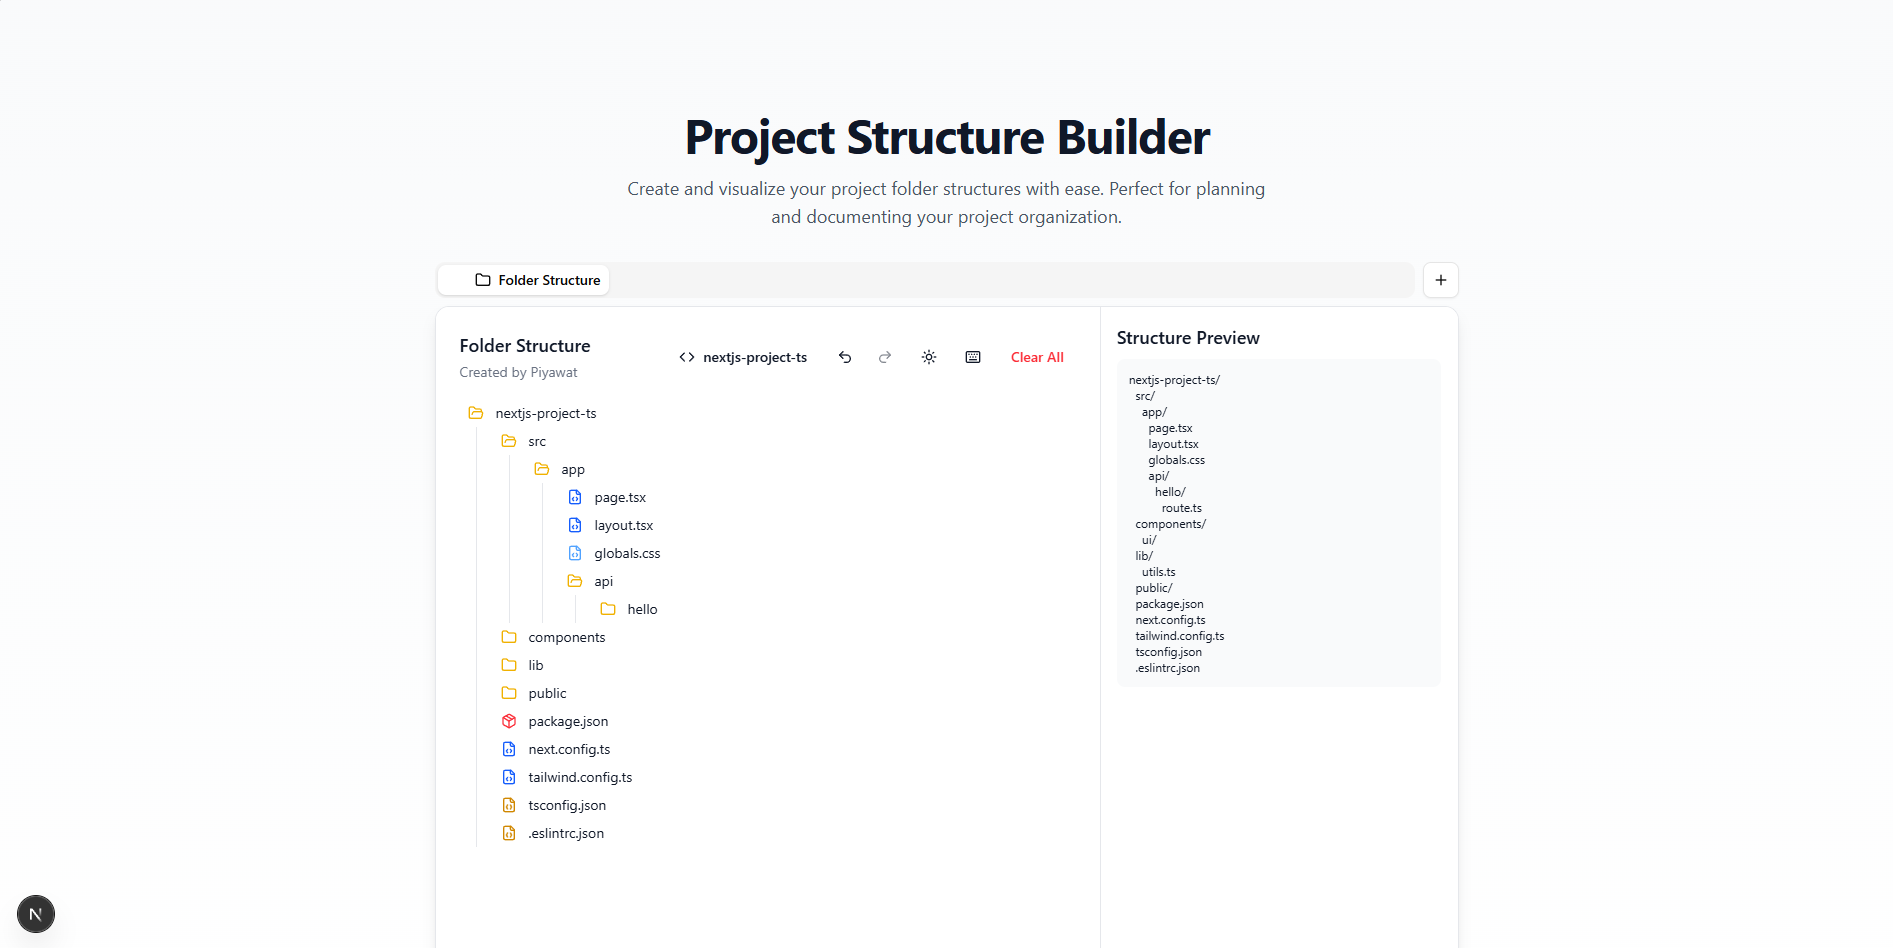 Project Structure Builder
Create and visualize your project folder structures with ease. Perfect for planning
and documenting your project organization.
Folder Structure
Folder Structure
Created by Piyawat
nextjs-project-ts
Clear All
nextjs-project-ts
src
app
page.tsx
layout.tsx
globals.css
api
hello
components
lib
public
package.json
next.config.ts
tailwind.config.ts
tsconfig.json
.eslintrc.json
Structure Preview
nextjs-project-ts/
src/
app/
page.tsx
layout.tsx
globals.css
api/
hello/
route.ts
components/
ui/
lib/
utils.ts
public/
package.json
next.config.ts
tailwind.config.ts
tsconfig.json
.eslintrc.json
N